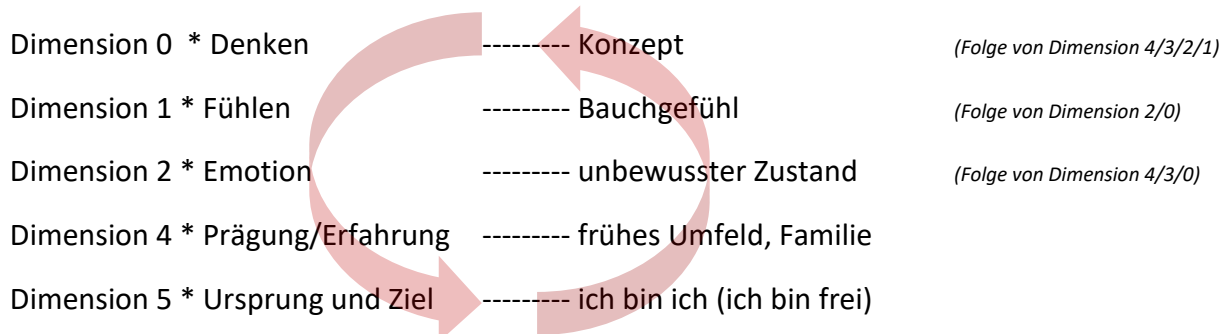 Dimension 0 * Denken --------- Konzept (Folge von Dimension 4/3/2/1)
Dimension 1 * Fühlen --------- Bauchgefühl (Folge von Dimension 2/0)
Dimension 2 * Emotion --------- unbewusster Zustand (Folge von Dimension 4/3/0)
Dimension 4 * Prägung/Erfahrung --------- frühes Umfeld, Familie
Dimension 5 * Ursprung und Ziel --------- ich bin ich (ich bin frei)